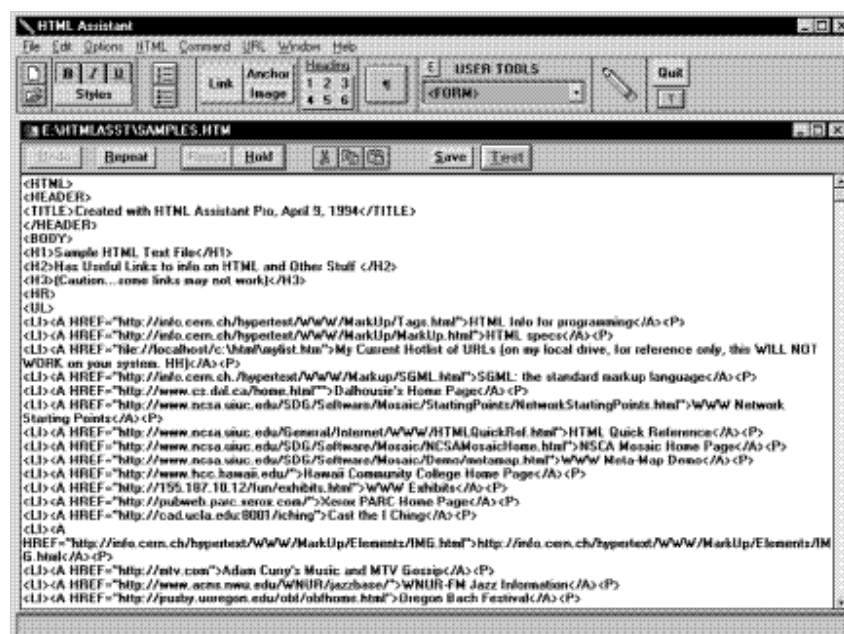 HTML Assistant
File Edit Options HTML Command URL Window Help
B I U
Styles
Link
Anchor
Image
Heading
1 2 3
4 5 6
¶
E USER TOOLS
<FORM>
Quit
T
E:\HTMLASST\SAMPLES.HTM
Undo Repeat Hold Save Test
<HTML>
<HEADER>
<TITLE>Created with HTML Assistant Pro, April 9, 1994</TITLE>
</HEADER>
<BODY>
<H1>Sample HTML Text File</H1>
<H2>Has Useful Links to info on HTML and Other Stuff </H2>
<H3>(Caution...some links may not work)</H3>
<HR>
<UL>
<LI><A HREF="http://info.cern.ch/hypertext/WWW/MarkUp/Tags.html">HTML Info for programming</A><P>
<LI><A HREF="http://info.cern.ch/hypertext/WWW/MarkUp/MarkUp.html">HTML specs</A><P>
<LI><A HREF="file://localhost/c:\html\mylist.htm">My Current Hotlist of URLs (on my local drive, for reference only, this WILL NOT
WORK on your system. HH)</A><P>
<LI><A HREF="http://info.cern.ch./hypertext/WWW/Markup/SGML.html">SGML: the standard markup language</A><P>
<LI><A HREF="http://www.cs.dal.ca/home.html"">Dalhousie's Home Page</A><P>
<LI><A HREF="http://www.ncsa.uiuc.edu/SDG/Software/Mosaic/StartingPoints/NetworkStartingPoints.html">WWW Network
Starting Points</A><P>
<LI><A HREF="http://www.ncsa.uiuc.edu/General/Internet/WWW/HTMLQuickRef.html">HTML Quick Reference</A><P>
<LI><A HREF="http://www.ncsa.uiuc.edu/SDG/Software/Mosaic/NCSAMosaicHome.html">NSCA Mosaic Home Page</A><P>
<LI><A HREF="http://www.ncsa.uiuc.edu/SDG/Software/Mosaic/Demo/metamap.html">WWW Meta-Map Demo</A><P>
<LI><A HREF="http://www.hcc.hawaii.edu/">Hawaii Community College Home Page</A><P>
<LI><A HREF="http://155.187.10.12/fun/exhibits.html">WWW Exhibits</A><P>
<LI><A HREF="http://pubweb.parc.xerox.com/">Xerox PARC Home Page</A><P>
<LI><A HREF="http://cad.ucla.edu:8001/iching">Cast the I Ching</A><P>
<LI><A
HREF="http://info.cern.ch/hypertext/WWW/MarkUp/Elements/IMG.html">http://info.cern.ch/hypertext/WWW/MarkUp/Elements/IM
G.html</A><P>
<LI><A HREF="http://mtv.com">Adam Curry's Music and MTV Gossip</A><P>
<LI><A HREF="http://www.acns.nwu.edu/WNUR/jazzbase/">WNUR-FM Jazz Information</A><P>
<LI><A HREF="http://pusby.uoregon.edu/obf/obfhome.html">Oregon Bach Festival</A><P>